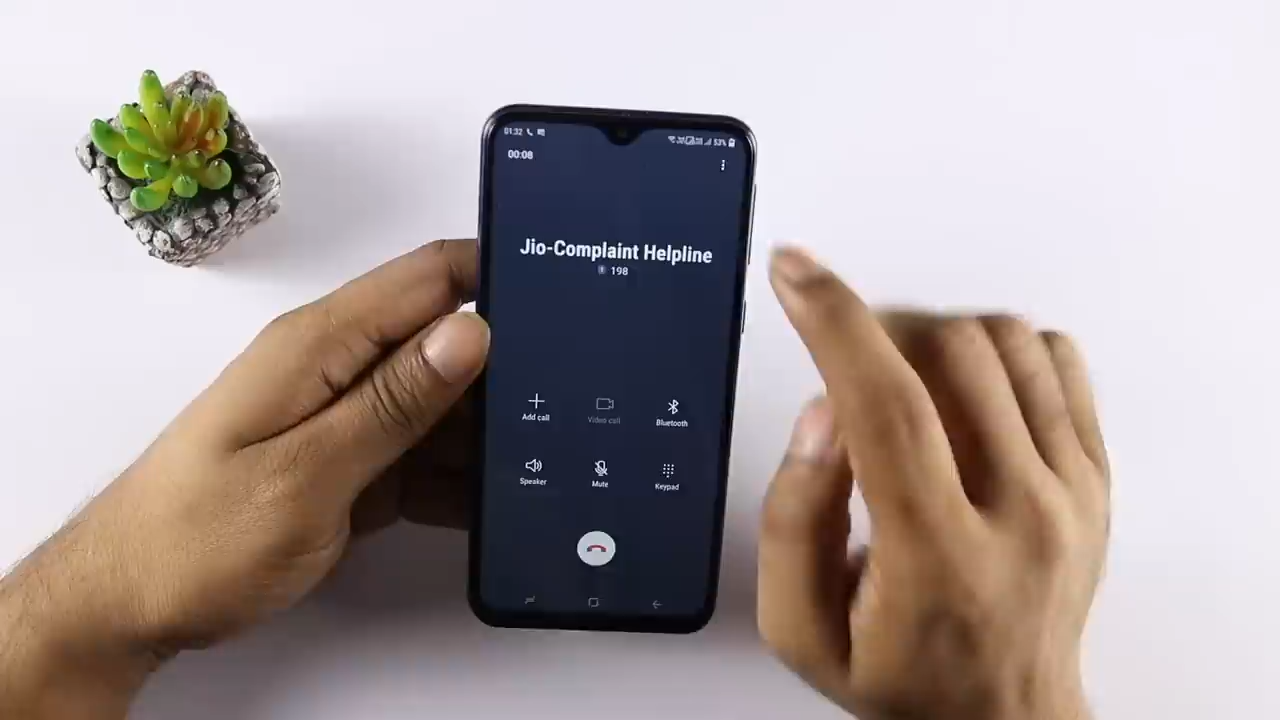 01:32
53%
00:08
Jio-Complaint Helpline
198
Add call
Video call
Bluetooth
Speaker
Mute
Keypad